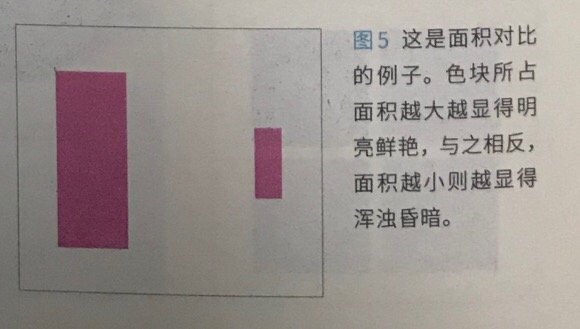 图5 这是面积对比
的例子。色块所占
面积越大越显得明
亮鲜艳，与之相反，
面积越小则越显得
浑浊昏暗。